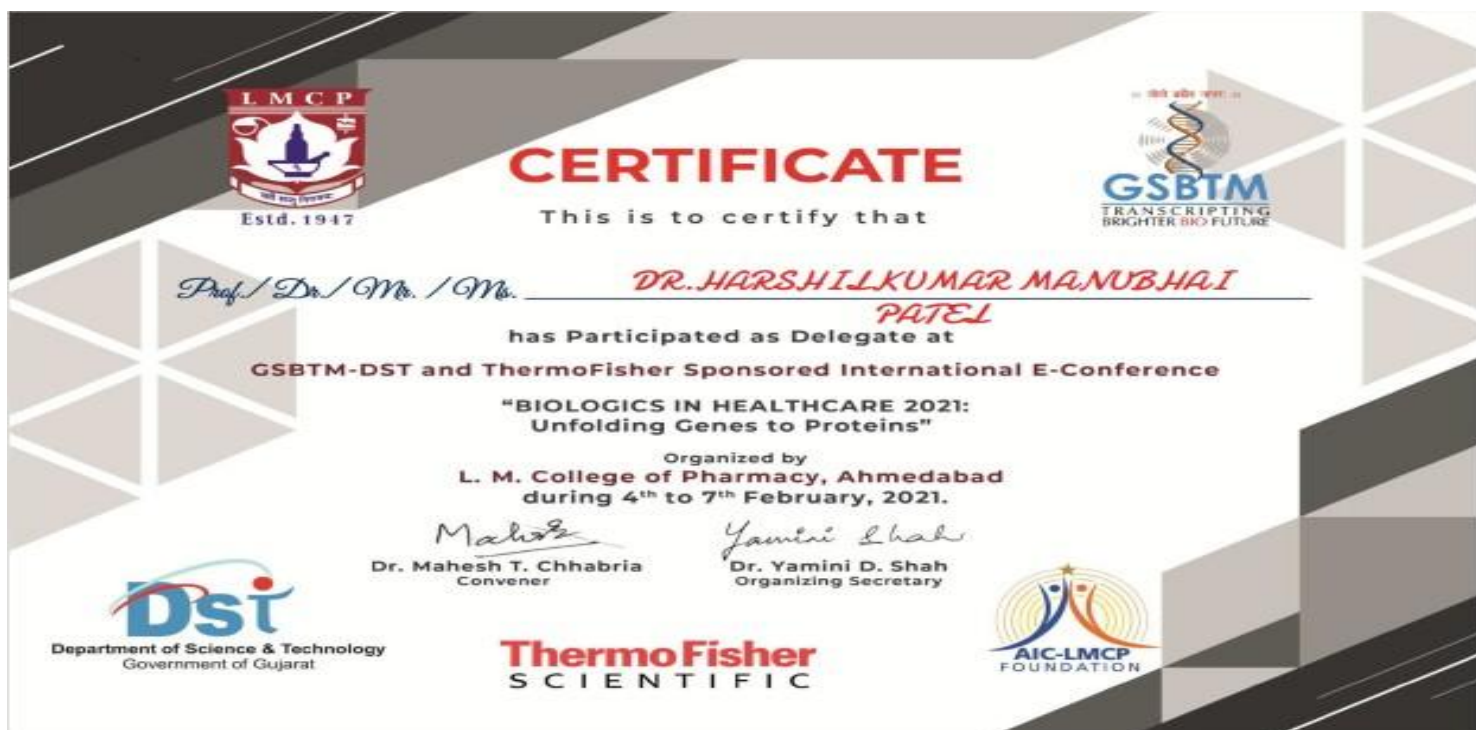 L M C P
Estd. 1947
GSBTM
TRANSCRIPTING
BRIGHTER BIO FUTURE
CERTIFICATE
This is to certify that
Prof./ Dr./ Mr. / Ms. DR.HARSHILKUMAR MANUBHAI
PATEL
has Participated as Delegate at
GSBTM-DST and ThermoFisher Sponsored International E-Conference
"BIOLOGICS IN HEALTHCARE 2021:
Unfolding Genes to Proteins"
Organized by
L. M. College of Pharmacy, Ahmedabad
during 4th to 7th February, 2021.
Yamini Shah
Dr. Mahesh T. Chhabria
Convener
Dr. Yamini D. Shah
Organizing Secretary
DST
Department of Science & Technology
Government of Gujarat
ThermoFisher
SCIENTIFIC
AIC-LMCP
FOUNDATION